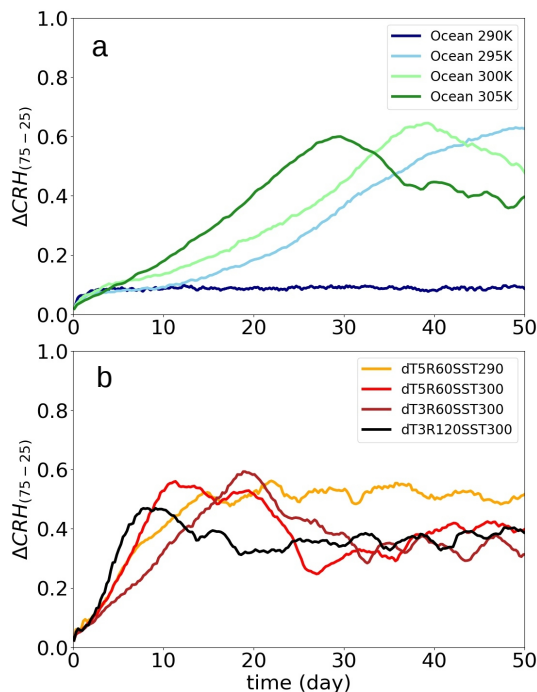 a
Ocean 290K
Ocean 295K
Ocean 300K
Ocean 305K
ΔCRH(75 − 25)
1.0
0.8
0.6
0.4
0.2
0.0
0 10 20 30 40 50
b
dT5R60SST290
dT5R60SST300
dT3R60SST300
dT3R120SST300
ΔCRH(75 − 25)
1.0
0.8
0.6
0.4
0.2
0.0
0 10 20 30 40 50
time (day)